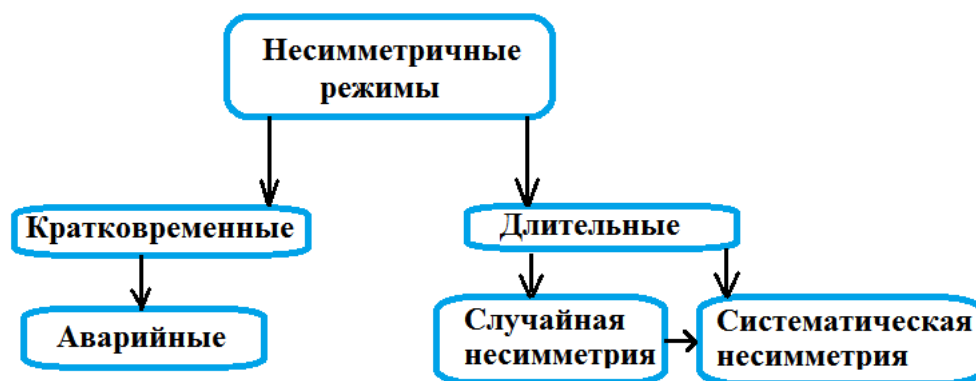 Несимметричные
режимы
Кратковременные
Длительные
Аварийные
Случайная
несимметрия
Систематическая
несимметрия